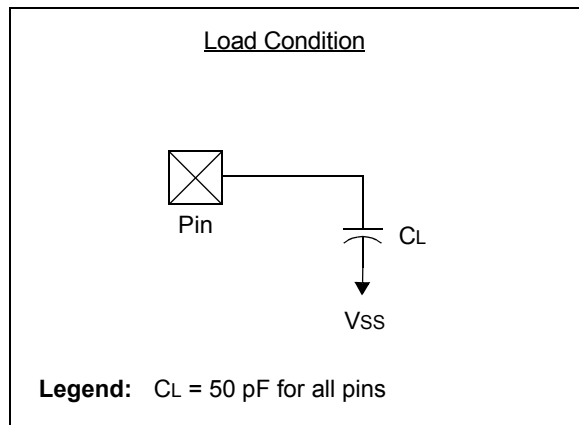 Load Condition
Pin
CL
VSS
Legend: CL = 50 pF for all pins